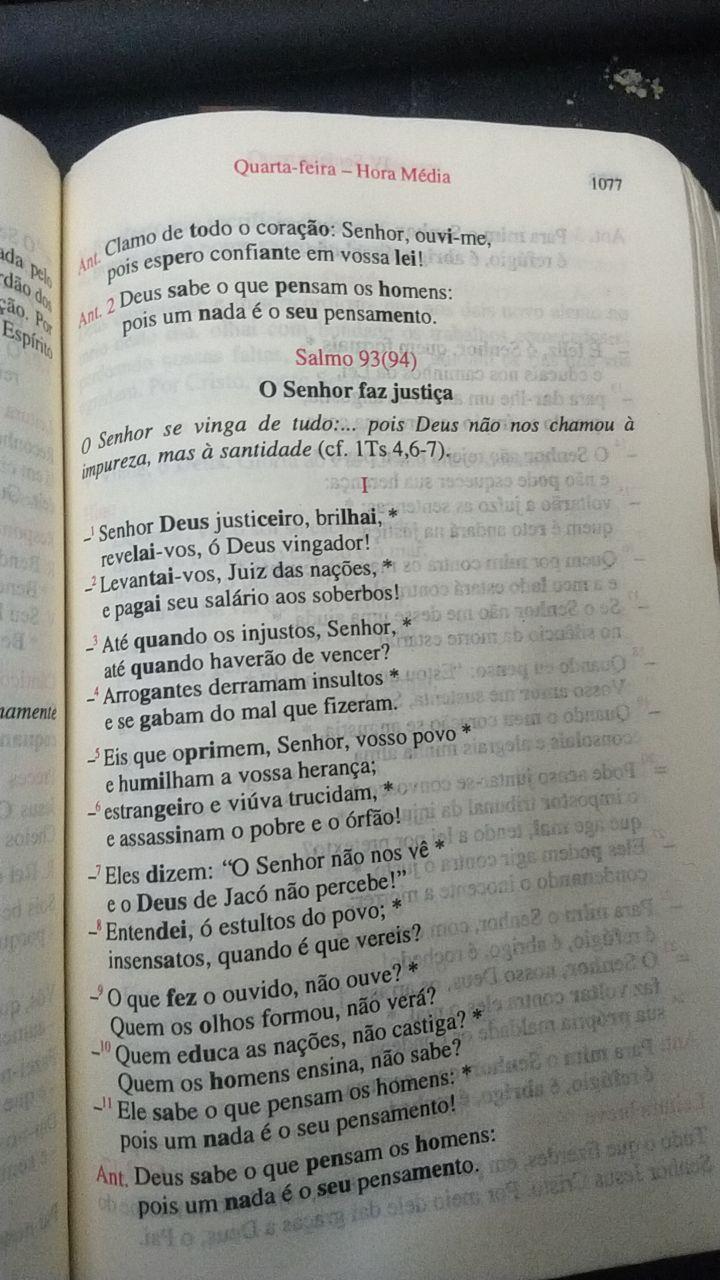 Quarta-feira – Hora Média 1077
Ant. Clamo de todo o coração: Senhor, ouvi-me,
pois espero confiante em vossa lei!
Ant. 2 Deus sabe o que pensam os homens:
pois um nada é o seu pensamento.
Salmo 93(94)
O Senhor faz justiça
O Senhor se vinga de tudo:... pois Deus não nos chamou à
impureza, mas à santidade (cf. 1Ts 4,6-7).
I
–1 Senhor Deus justiceiro, brilhai, *
revelai-vos, ó Deus vingador!
–2 Levantai-vos, Juiz das nações, *
e pagai seu salário aos soberbos!
–3 Até quando os injustos, Senhor, *
até quando haverão de vencer?
–4 Arrogantes derramam insultos *
e se gabam do mal que fizeram.
–5 Eis que oprimem, Senhor, vosso povo *
e humilham a vossa herança;
–6 estrangeiro e viúva trucidam, *
e assassinam o pobre e o órfão!
–7 Eles dizem: “O Senhor não nos vê *
e o Deus de Jacó não percebe!”
–8 Entendei, ó estultos do povo; *
insensatos, quando é que vereis?
–9 O que fez o ouvido, não ouve? *
Quem os olhos formou, não verá?
–10 Quem educa as nações, não castiga? *
Quem os homens ensina, não sabe?
–11 Ele sabe o que pensam os homens: *
pois um nada é o seu pensamento!
Ant. Deus sabe o que pensam os homens:
pois um nada é o seu pensamento.
pelo
dos
Por
Espírito